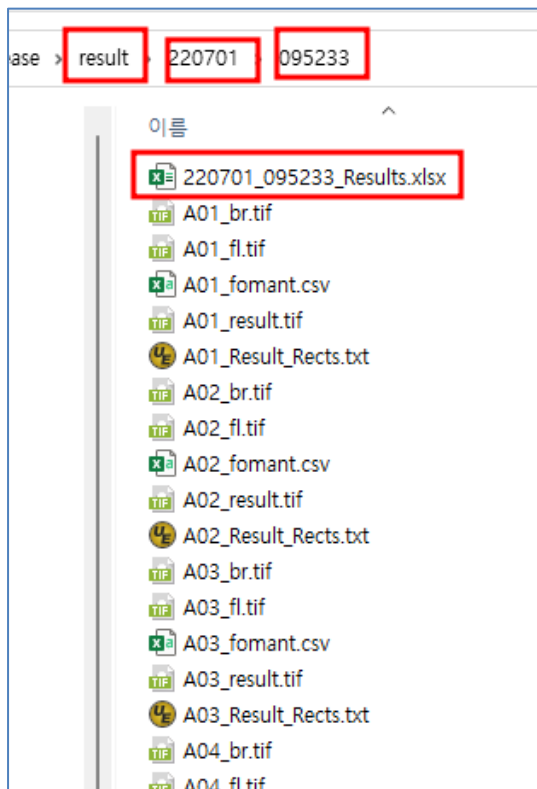 ase > result > 220701 > 095233
이름
220701_095233_Results.xlsx
A01_br.tif
A01_fl.tif
A01_fomant.csv
A01_result.tif
A01_Result_Rects.txt
A02_br.tif
A02_fl.tif
A02_fomant.csv
A02_result.tif
A02_Result_Rects.txt
A03_br.tif
A03_fl.tif
A03_fomant.csv
A03_result.tif
A03_Result_Rects.txt
A04_br.tif
A04_fl.tif